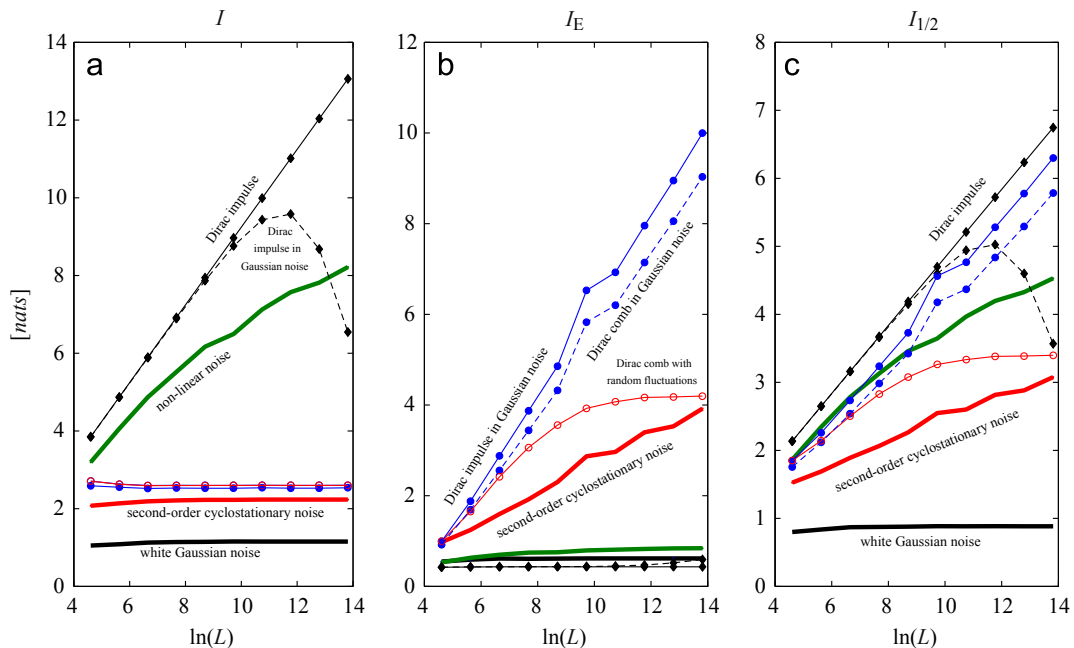 I
a
14
12
10
8
6
4
2
0
[nats]
Dirac impulse
Dirac
impulse in
Gaussian noise
non-linear noise
second-order cyclostationary noise
white Gaussian noise
4
6
8
10
12
14
ln(L)
I_E
b
12
10
8
6
4
2
0
Dirac impulse in Gaussian noise
Dirac comb in Gaussian noise
Dirac comb with
random fluctuations
second-order cyclostationary noise
4
6
8
10
12
14
ln(L)
I_{1/2}
c
8
7
6
5
4
3
2
1
0
Dirac impulse
second-order cyclostationary noise
white Gaussian noise
4
6
8
10
12
14
ln(L)